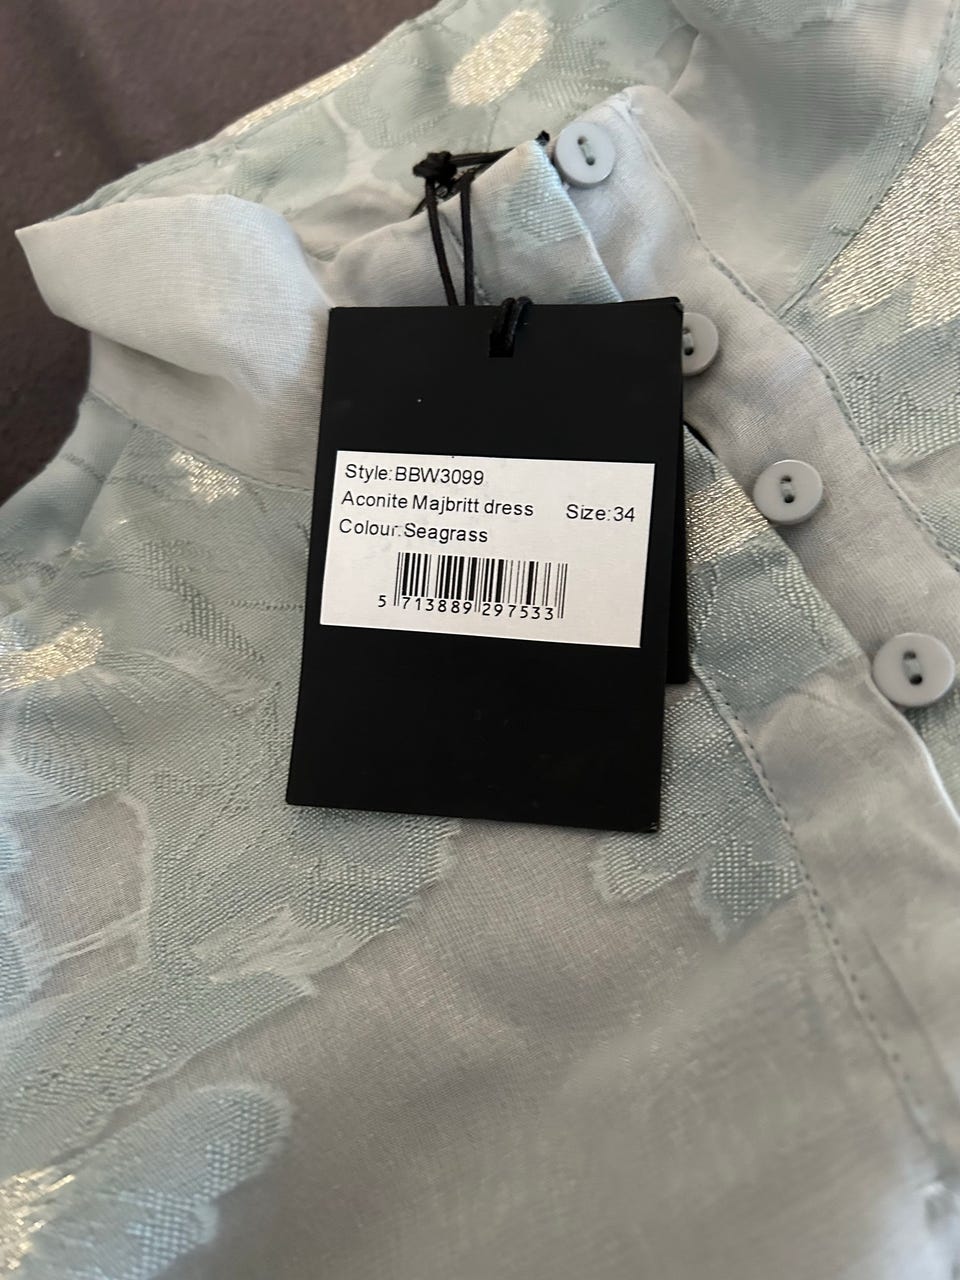 Style:BBW3099
Aconite Majbritt dress Size:34
Colour:Seagrass
5 713889 297533